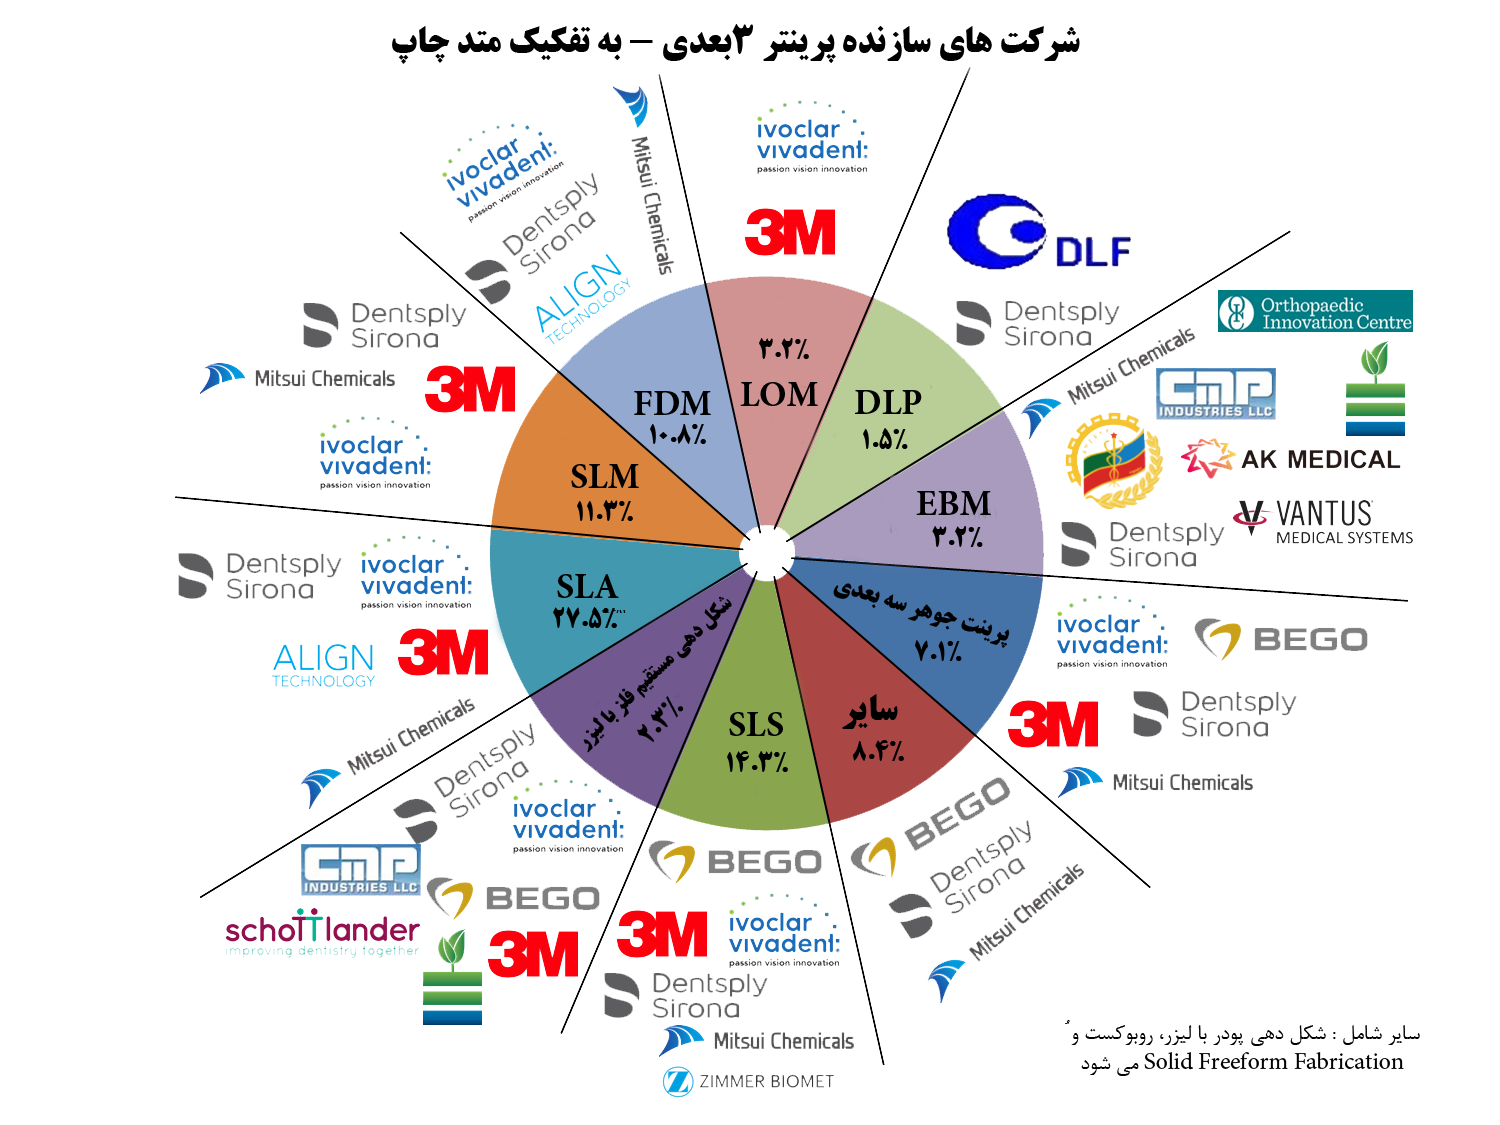 شرکت های سازنده پرینتر ۳بعدی – به تفکیک متد چاپ
ivoclar
vivadent:
passion vision innovation
3M
۳.۲٪
LOM
DLF
Dentsply
Sirona
DLP
۱.۵٪
Orthopaedic
Innovation Centre
Mitsui Chemicals
CMP
INDUSTRIES LLC
AK MEDICAL
VANTUS
MEDICAL SYSTEMS
Dentsply
Sirona
EBM
۳.۲٪
ivoclar
vivadent:
passion vision innovation
BEGO
3M
Dentsply
Sirona
Mitsui Chemicals
پرینت جوهر سه بعدی
۷.۱٪
BEGO
Dentsply
Sirona
Mitsui Chemicals
سایر
۸.۴٪
BEGO
3M
ivoclar
vivadent:
passion vision innovation
Dentsply
Sirona
Mitsui Chemicals
ZIMMER BIOMET
SLS
۱۴.۳٪
Mitsui Chemicals
Dentsply
Sirona
ivoclar
vivadent:
passion vision innovation
CMP
INDUSTRIES LLC
BEGO
schottlander
improving dentistry together
3M
شکل دهی مستقیم فلز با لیزر
۲.۳٪
Dentsply
Sirona
ivoclar
vivadent:
passion vision innovation
ALIGN
TECHNOLOGY
3M
SLA
۲۷.۵٪
Dentsply
Sirona
Mitsui Chemicals
3M
ivoclar
vivadent:
passion vision innovation
SLM
۱۱.۳٪
ivoclar
vivadent:
passion vision innovation
Mitsui Chemicals
Dentsply
Sirona
ALIGN
TECHNOLOGY
FDM
۱۰.۸٪
سایر شامل : شکل دهی پودر با لیزر، روبوکست و
Solid Freeform Fabrication می شود